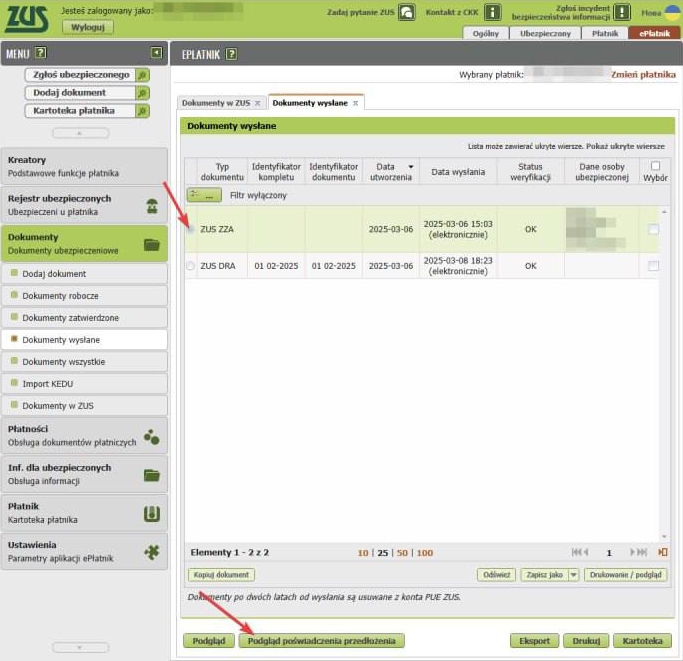 ZUS
Jesteś zalogowany jako:
Wyloguj
Zadaj pytanie ZUS
Kontakt z CKK
Zgłoś incydent
bezpieczeństwa informacji
Ogólny
Ubezpieczony
Płatnik
ePłatnik
MENU ?
EPŁATNIK ?
Zgłoś ubezpieczonego
Dodaj dokument
Kartoteka płatnika
Wybrany płatnik:
Zmień płatnika
Dokumenty w ZUS x
Dokumenty wysłane x
Dokumenty wysłane
Lista może zawierać ukryte wiersze. Pokaż ukryte wiersze
Typ dokumentu
Identyfikator kompletu
Identyfikator dokumentu
Data utworzenia
Data wysłania
Status weryfikacji
Dane osoby ubezpieczonej
Wybór
... Filtr wyłączony
ZUS ZZA 2025-03-06 2025-03-06 15:03 (elektronicznie) OK
ZUS DRA 01 02-2025 01 02-2025 2025-03-06 2025-03-08 18:23 (elektronicznie) OK
Kreatory
Podstawowe funkcje płatnika
Rejestr ubezpieczonych
Ubezpieczeni u płatnika
Dokumenty
Dokumenty ubezpieczeniowe
Dodaj dokument
Dokumenty robocze
Dokumenty zatwierdzone
Dokumenty wysłane
Dokumenty wszystkie
Import KEDU
Dokumenty w ZUS
Płatności
Obsługa dokumentów płatniczych
Inf. dla ubezpieczonych
Obsługa informacji
Płatnik
Kartoteka płatnika
Ustawienia
Parametry aplikacji ePłatnik
Elementy 1 - 2 z 2
10 | 25 | 50 | 100
1
Kopiuj dokument
Odśwież
Zapisz jako
Drukowanie / podgląd
Dokumenty po dwóch latach od wysłania są usuwane z konta PUE ZUS.
Podgląd
Podgląd poświadczenia przedłożenia
Eksport
Drukuj
Kartoteka